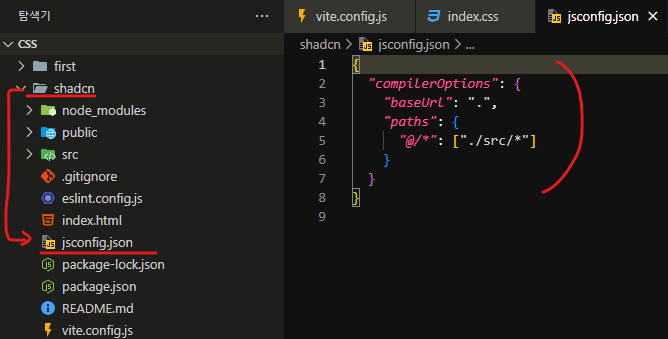 탐색기
CSS
first
shadcn
node_modules
public
src
.gitignore
eslint.config.js
index.html
jsconfig.json
package-lock.json
package.json
README.md
vite.config.js
vite.config.js index.css jsconfig.json
shadcn > jsconfig.json > ...
1 {
2 "compilerOptions": {
3 "baseUrl": ".",
4 "paths": {
5 "@/*": ["./src/*"]
6 }
7 }
8 }
9